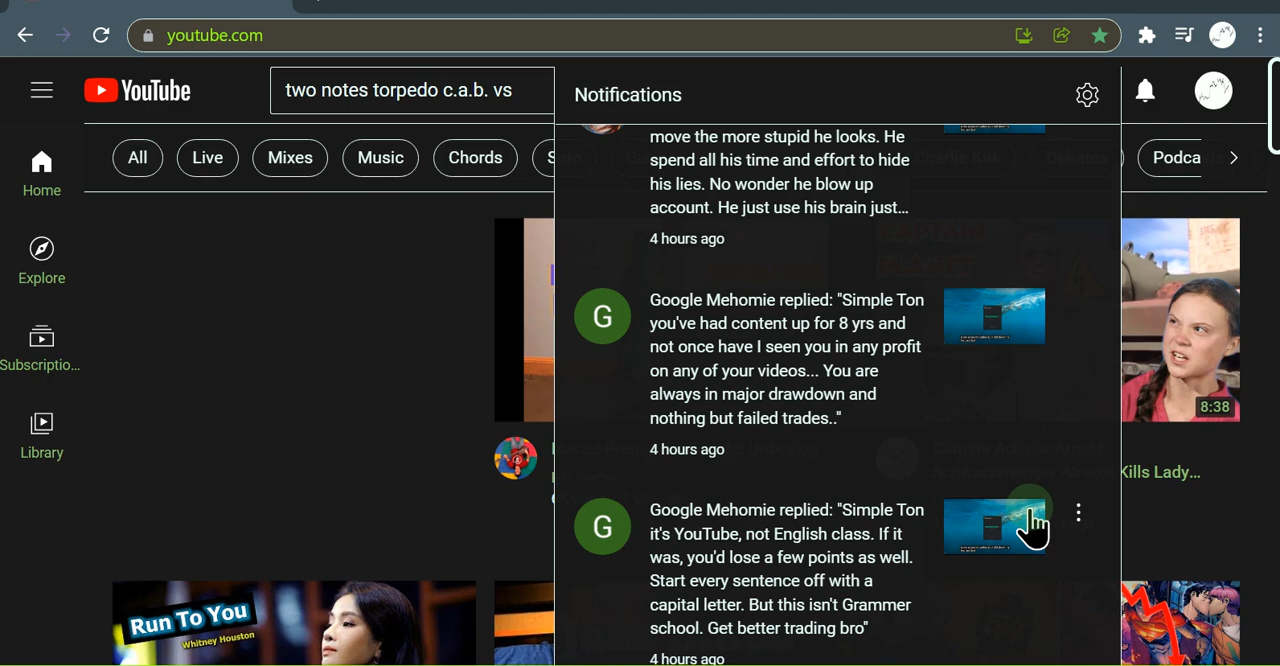 youtube.com
YouTube
two notes torpedo c.a.b. vs
Notifications
All
Live
Mixes
Music
Chords
Podca
Home
Explore
Subscriptio...
Library
move the more stupid he looks. He
spend all his time and effort to hide
his lies. No wonder he blow up
account. He just use his brain just...
4 hours ago
G
Google Mehomie replied: "Simple Ton
you've had content up for 8 yrs and
not once have I seen you in any profit
on any of your videos... You are
always in major drawdown and
nothing but failed trades.."
4 hours ago
8:38
Kills Lady...
G
Google Mehomie replied: "Simple Ton
it's YouTube, not English class. If it
was, you'd lose a few points as well.
Start every sentence off with a
capital letter. But this isn't Grammer
school. Get better trading bro"
4 hours ago
Run To You
Whitney Houston